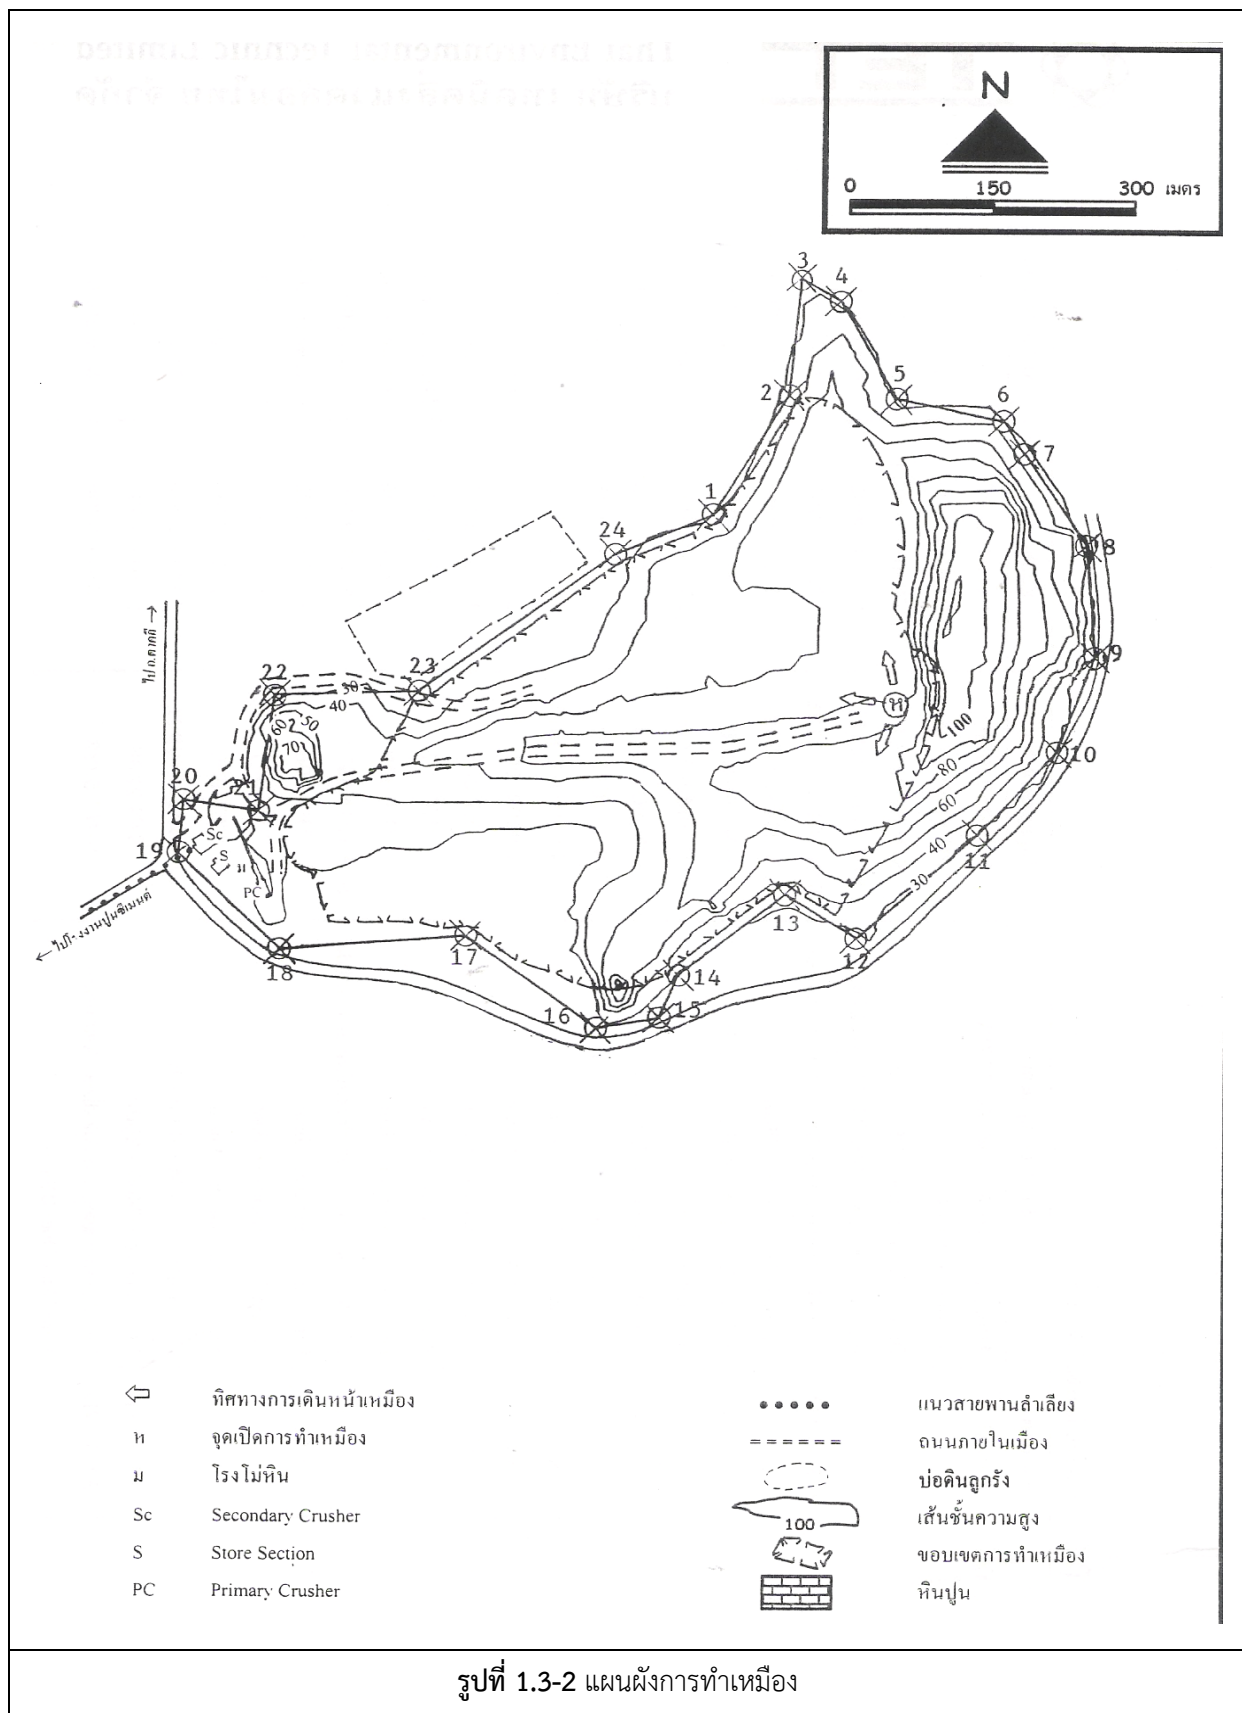 Thai Environmental Technic Limited
N
0 150 300 เมตร
3
4
5
2
6
7
1
24
8
ไป อ.ตาคลี
9
23
22
30
40
50
60
70
100
10
80
20
21
60
Sc
19
S
40
11
ม
PC
30
13
ไปโรงงานปูนซีเมนต์
12
17
18
14
15
16
ห
ทิศทางการเดินหน้าเหมือง
ห จุดเปิดการทำเหมือง
ม โรงโม่หิน
Sc Secondary Crusher
S Store Section
PC Primary Crusher
แนวสายพานลำเลียง
ถนนภายในเมือง
บ่อดินลูกรัง
100 เส้นชั้นความสูง
ขอบเขตการทำเหมือง
หินปูน
รูปที่ 1.3-2 แผนผังการทำเหมือง